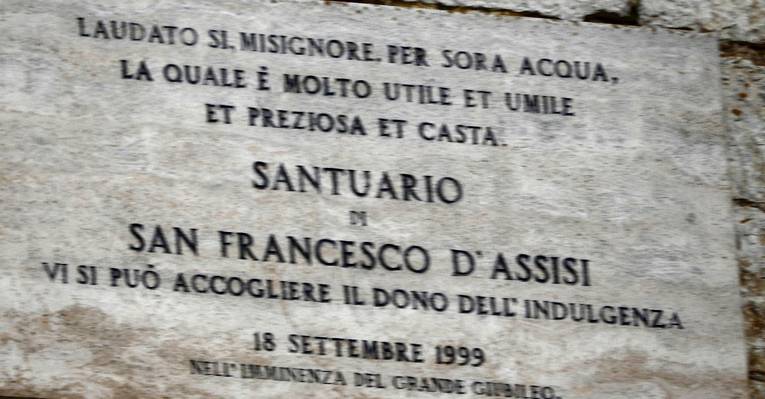 LAUDATO SI, MISIGNORE, PER SORA ACQUA,
LA QUALE È MOLTO UTILE ET UMILE
ET PREZIOSA ET CASTA.
SANTUARIO
DI
SAN FRANCESCO D'ASSISI
VI SI PUÒ ACCOGLIERE IL DONO DELL'INDULGENZA
18 SETTEMBRE 1999
NELL'IMMINENZA DEL GRANDE GIUBILEO.